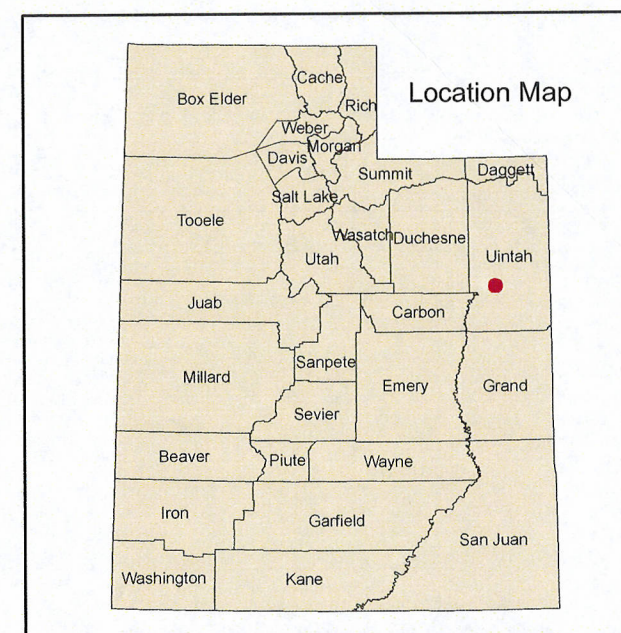 Location Map
Cache
Box Elder
Rich
Weber
Morgan
Davis
Daggett
Summit
Salt Lake
Tooele
Wasatch
Duchesne
Utah
Uintah
Juab
Carbon
Sanpete
Millard
Emery
Grand
Sevier
Beaver
Piute
Wayne
Iron
Garfield
San Juan
Washington
Kane